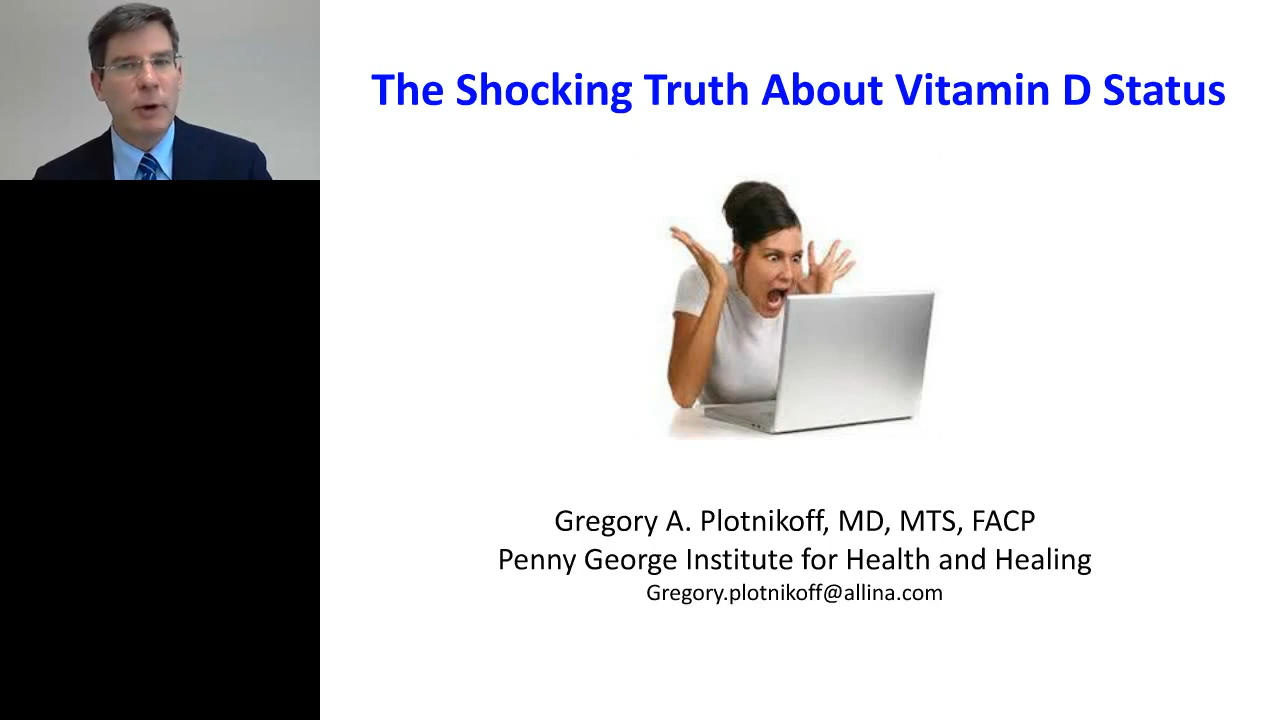 The Shocking Truth About Vitamin D Status
Gregory A. Plotnikoff, MD, MTS, FACP
Penny George Institute for Health and Healing
Gregory.plotnikoff@allina.com